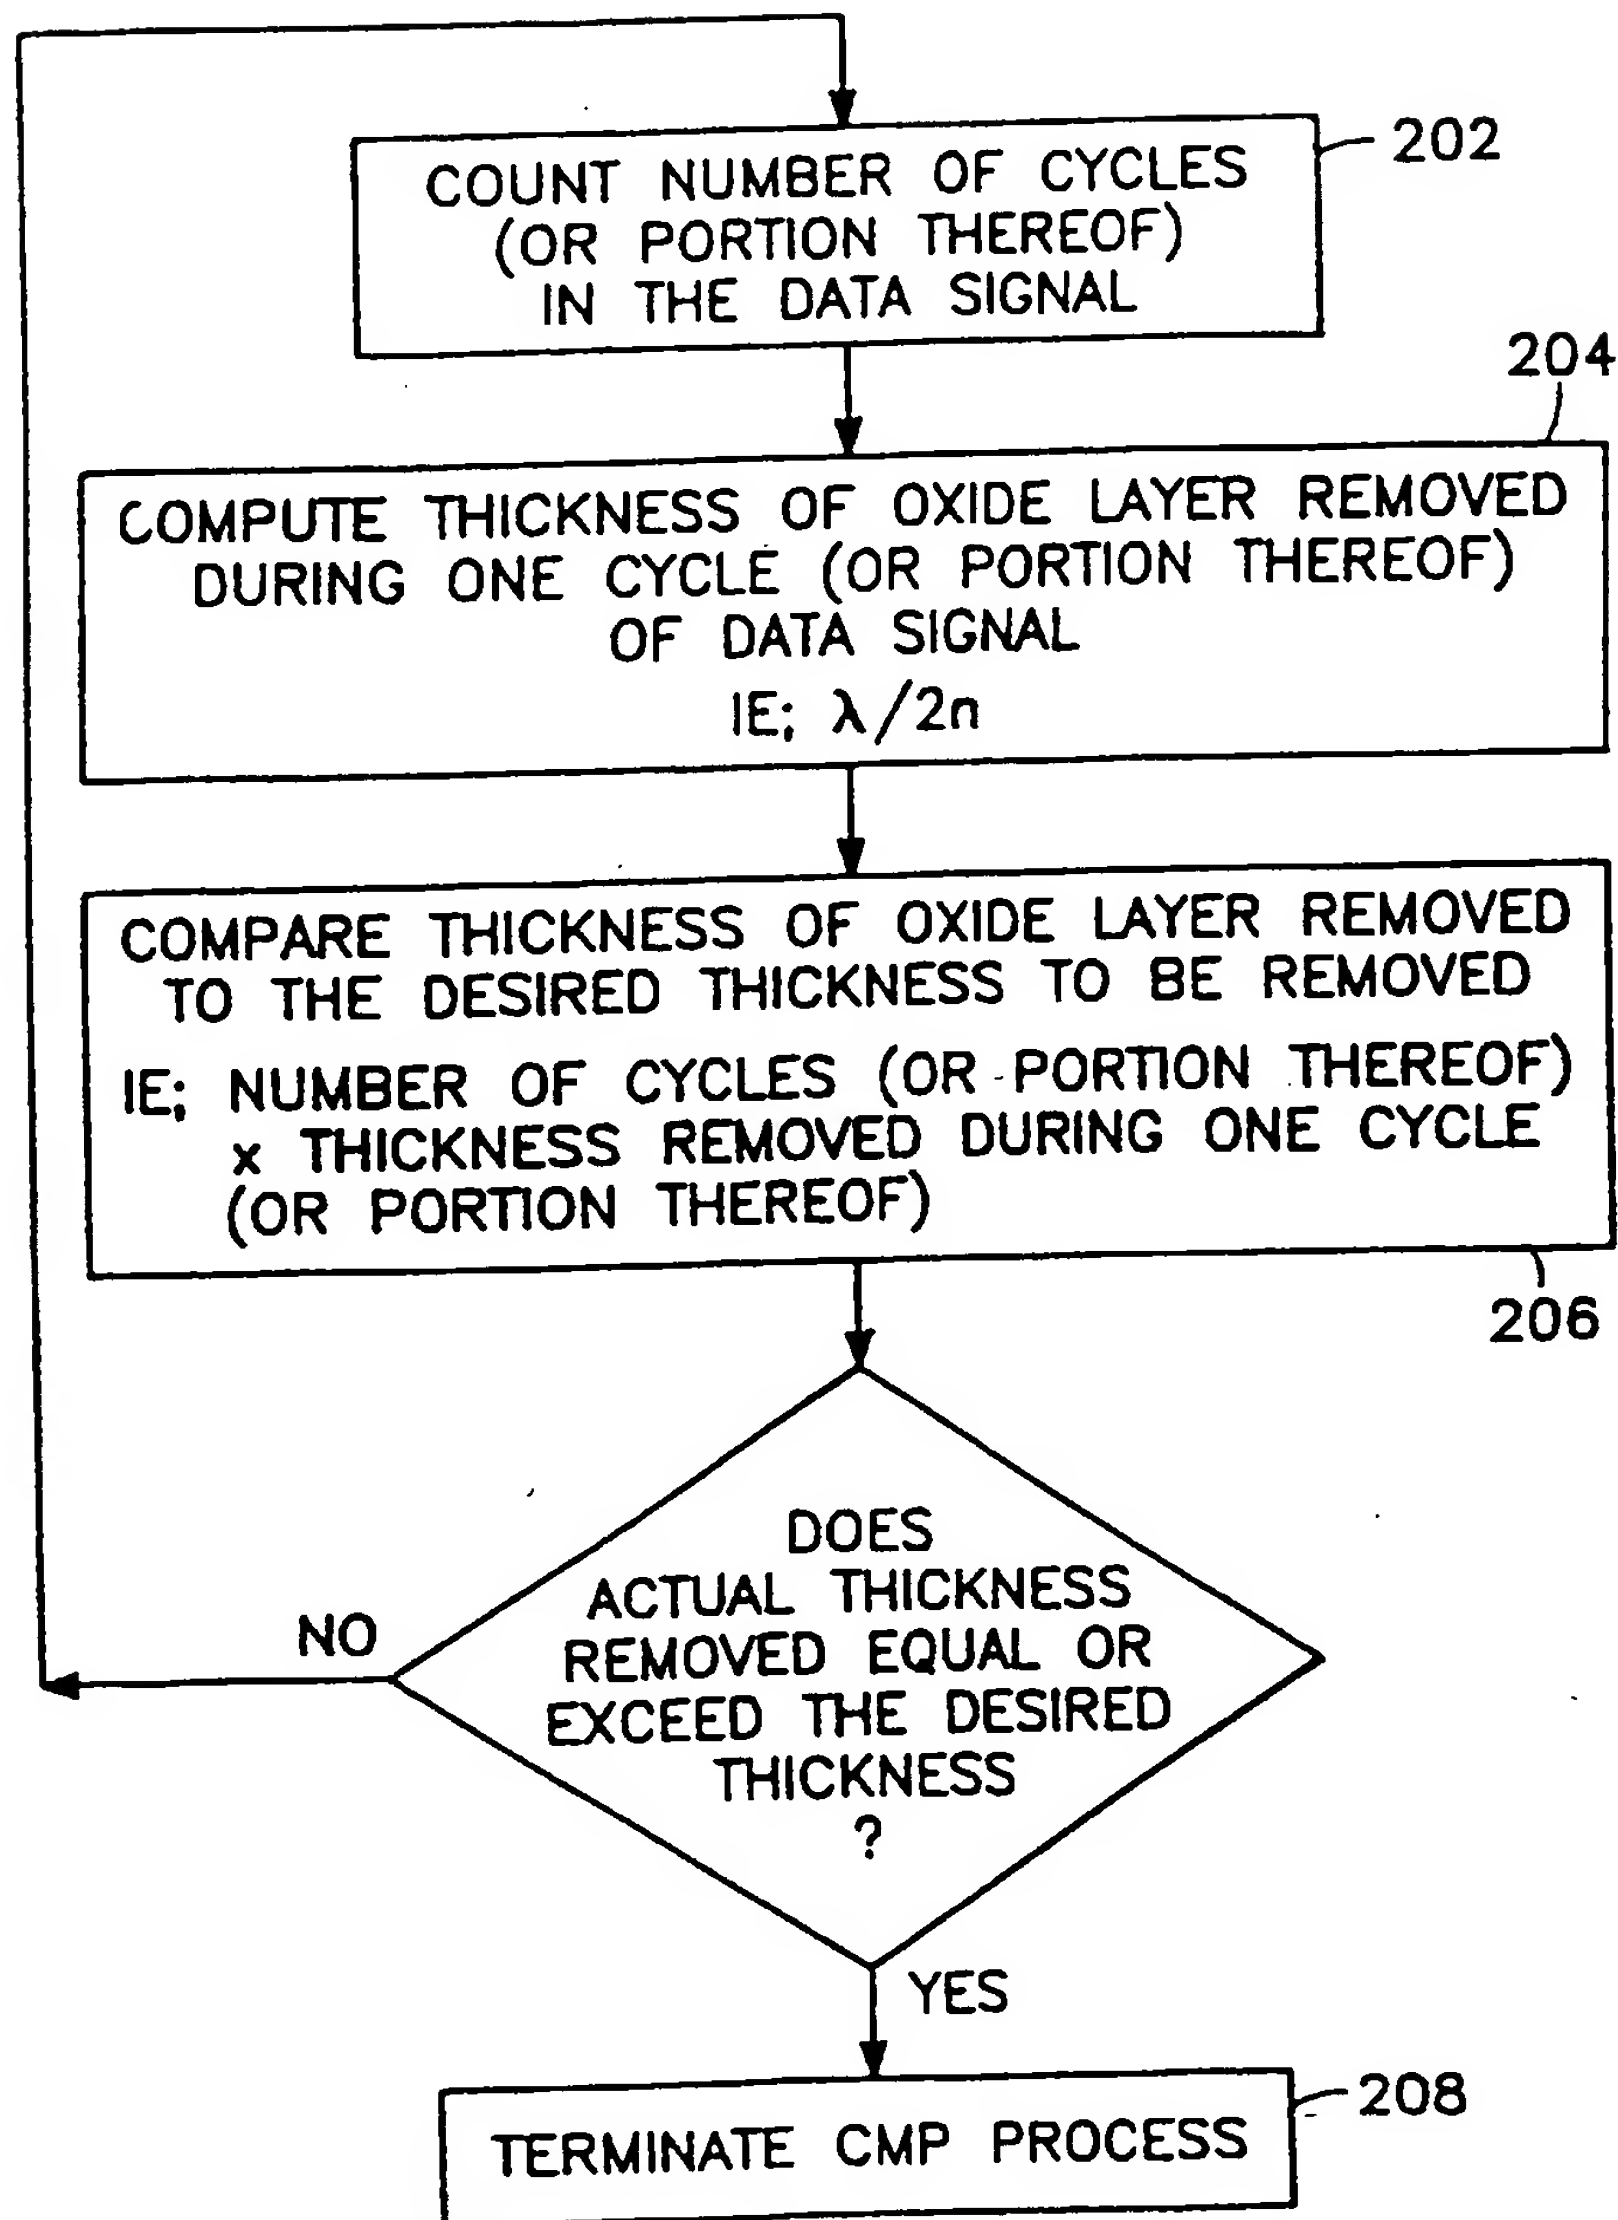 202
COUNT NUMBER OF CYCLES
(OR PORTION THEREOF)
IN THE DATA SIGNAL
204
COMPUTE THICKNESS OF OXIDE LAYER REMOVED
DURING ONE CYCLE (OR PORTION THEREOF)
OF DATA SIGNAL
IE; λ/2n
COMPARE THICKNESS OF OXIDE LAYER REMOVED
TO THE DESIRED THICKNESS TO BE REMOVED
IE; NUMBER OF CYCLES (OR PORTION THEREOF)
x THICKNESS REMOVED DURING ONE CYCLE
(OR PORTION THEREOF)
206
DOES
ACTUAL THICKNESS
REMOVED EQUAL OR
EXCEED THE DESIRED
THICKNESS
?
NO
YES
208
TERMINATE CMP PROCESS